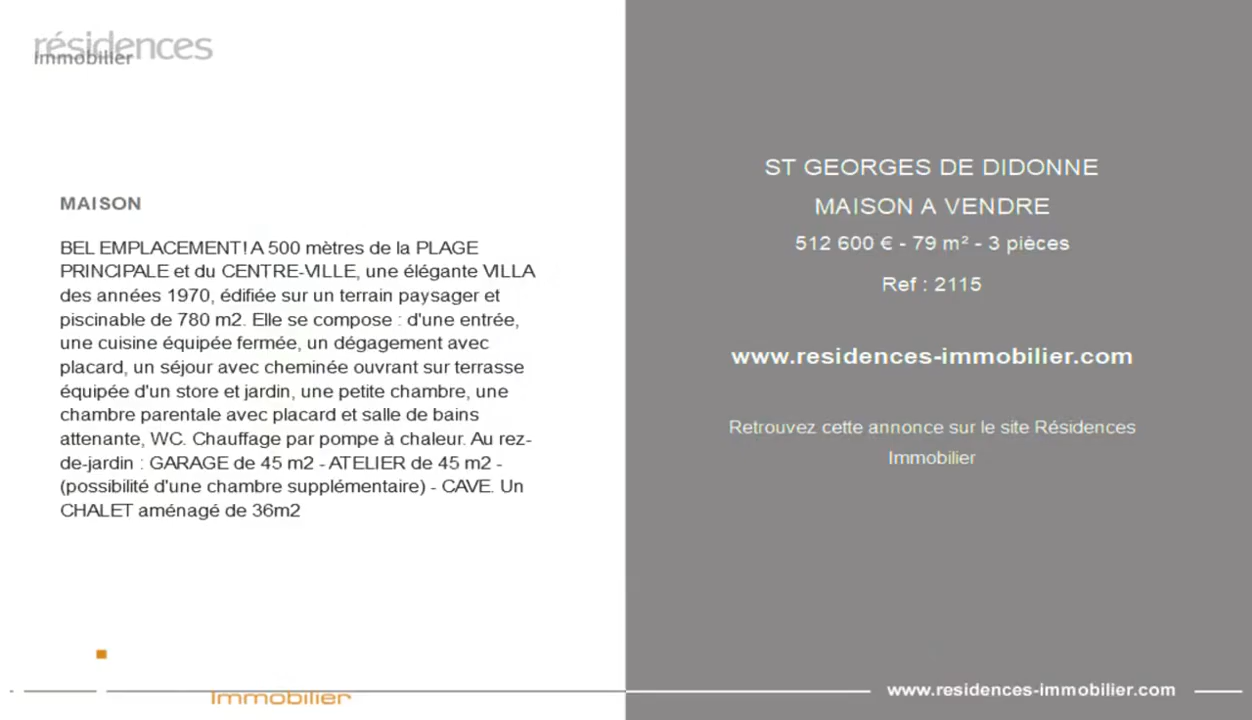 résidences
Immobilier
MAISON
BEL EMPLACEMENT! A 500 mètres de la PLAGE
PRINCIPALE et du CENTRE-VILLE, une élégante VILLA
des années 1970, édifiée sur un terrain paysager et
piscinable de 780 m2. Elle se compose : d'une entrée,
une cuisine équipée fermée, un dégagement avec
placard, un séjour avec cheminée ouvrant sur terrasse
équipée d'un store et jardin, une petite chambre, une
chambre parentale avec placard et salle de bains
attenante, WC. Chauffage par pompe à chaleur. Au rez-
de-jardin : GARAGE de 45 m2 - ATELIER de 45 m2 -
(possibilité d'une chambre supplémentaire) - CAVE. Un
CHALET aménagé de 36m2
Immobilier
ST GEORGES DE DIDONNE
MAISON A VENDRE
512 600 € - 79 m² - 3 pièces
Ref : 2115
www.residences-immobilier.com
Retrouvez cette annonce sur le site Résidences
Immobilier
www.residences-immobilier.com